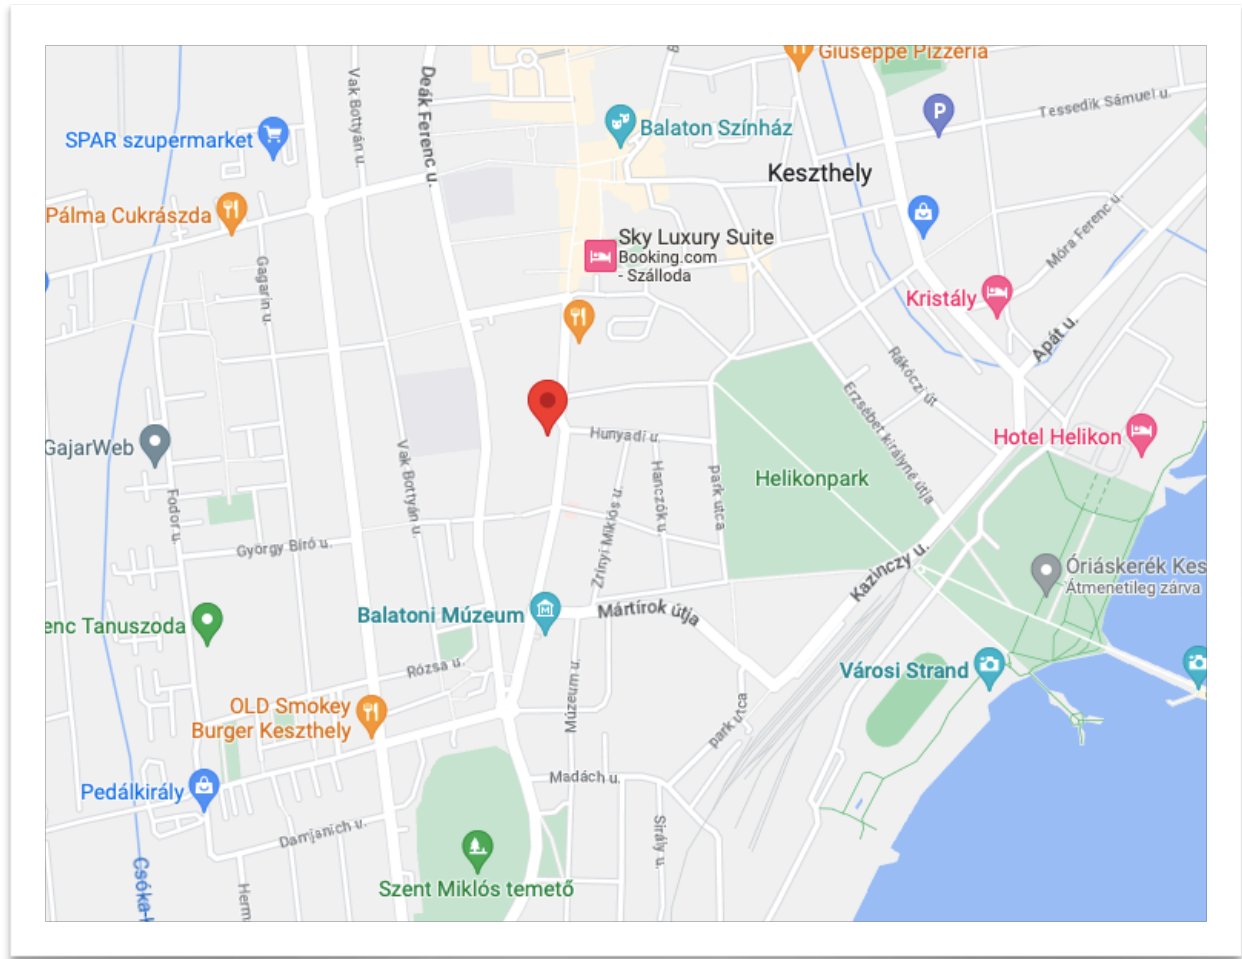 Giuseppe Pizzéria
Tessedik Sámuel u.
P
SPAR szupermarket
Vak Bottyán u.
Deák Ferenc u.
Balaton Színház
Keszthely
Pálma Cukrászda
Sky Luxury Suite
Booking.com
- Szálloda
Móra Ferenc u.
Gagarin u.
Kristály
Apát u.
Rákóczi út
Erzsébet királyné útja
GajarWeb
Hunyadi u.
Hotel Helikon
Vak Bottyán u.
Hanczók u.
park utca
Helikonpark
Fodor u.
Zrínyi Miklós u.
György Bíró u.
Kazinczy u.
Óriáskerék Kes
Átmenetileg zárva
Balatoni Múzeum
Mártírok útja
enc Tanuszoda
Rózsa u.
Városi Strand
Múzeum u.
OLD Smokey
Burger Keszthely
park utca
Madách u.
Pedálkirály
Damjanich u.
Sirály u.
Szent Miklós temető
Csóka-
Herm